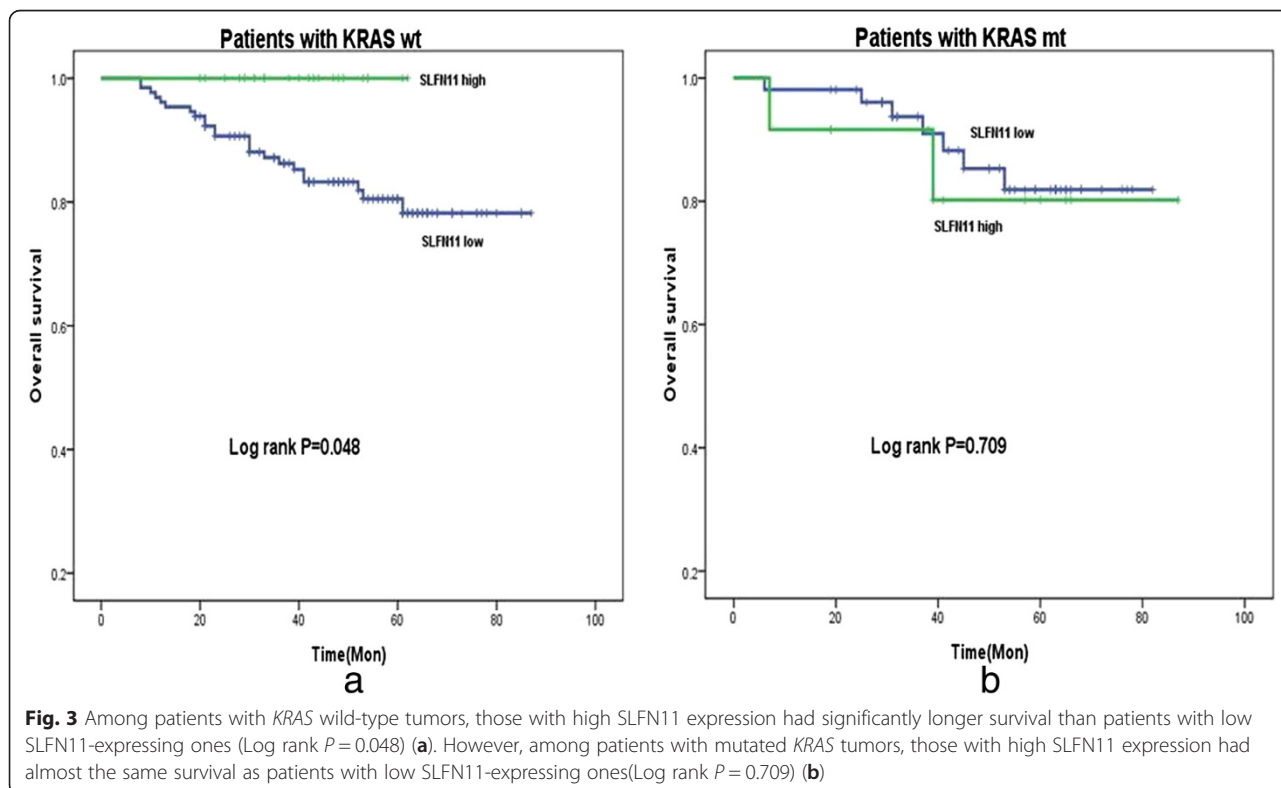 Patients with KRAS wt
1.0
0.8
0.6
0.4
0.2
Overall survival
SLFN11 high
SLFN11 low
Log rank P=0.048
0
20
40
60
80
100
Time(Mon)
a
Patients with KRAS mt
1.0
0.8
0.6
0.4
0.2
Overall survival
SLFN11 low
SLFN11 high
Log rank P=0.709
0
20
40
60
80
100
Time(Mon)
b
Fig. 3 Among patients with KRAS wild-type tumors, those with high SLFN11 expression had significantly longer survival than patients with low
SLFN11-expressing ones (Log rank P = 0.048) (a). However, among patients with mutated KRAS tumors, those with high SLFN11 expression had
almost the same survival as patients with low SLFN11-expressing ones(Log rank P = 0.709) (b)